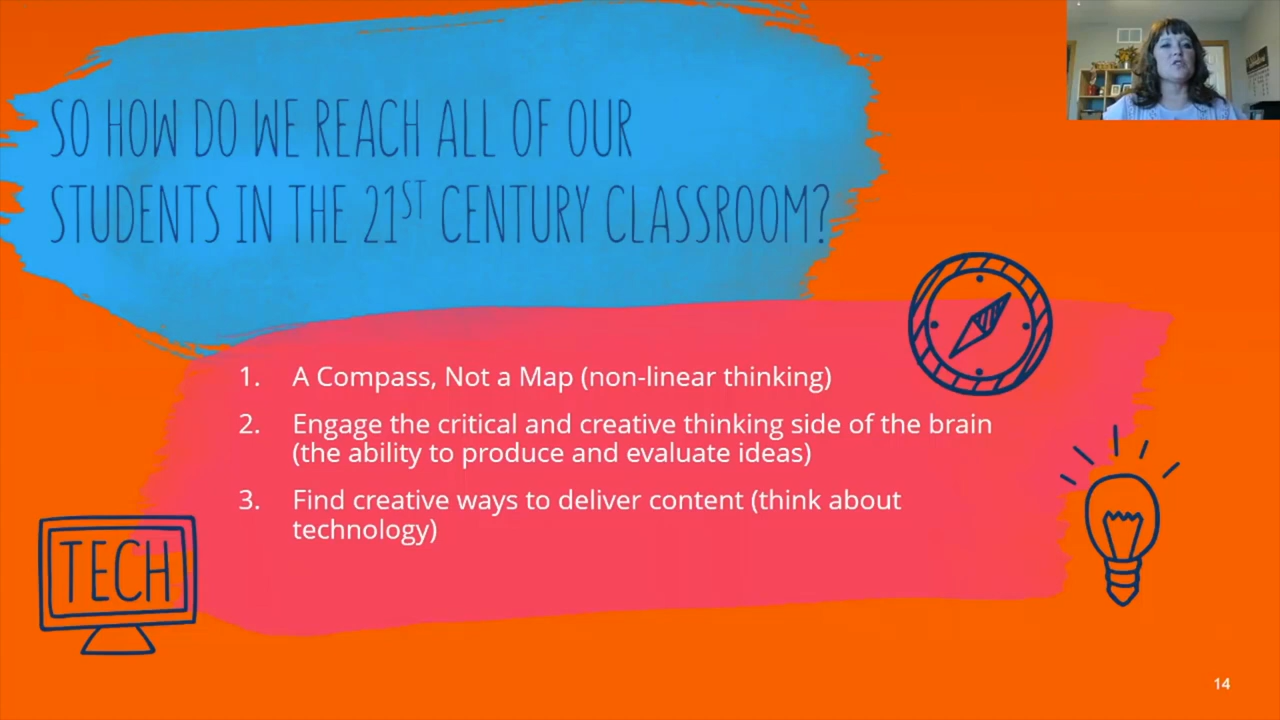 SO HOW DO WE REACH ALL OF OUR
STUDENTS IN THE 21ST CENTURY CLASSROOM?
1. A Compass, Not a Map (non-linear thinking)
2. Engage the critical and creative thinking side of the brain
(the ability to produce and evaluate ideas)
3. Find creative ways to deliver content (think about
technology)
TECH
14